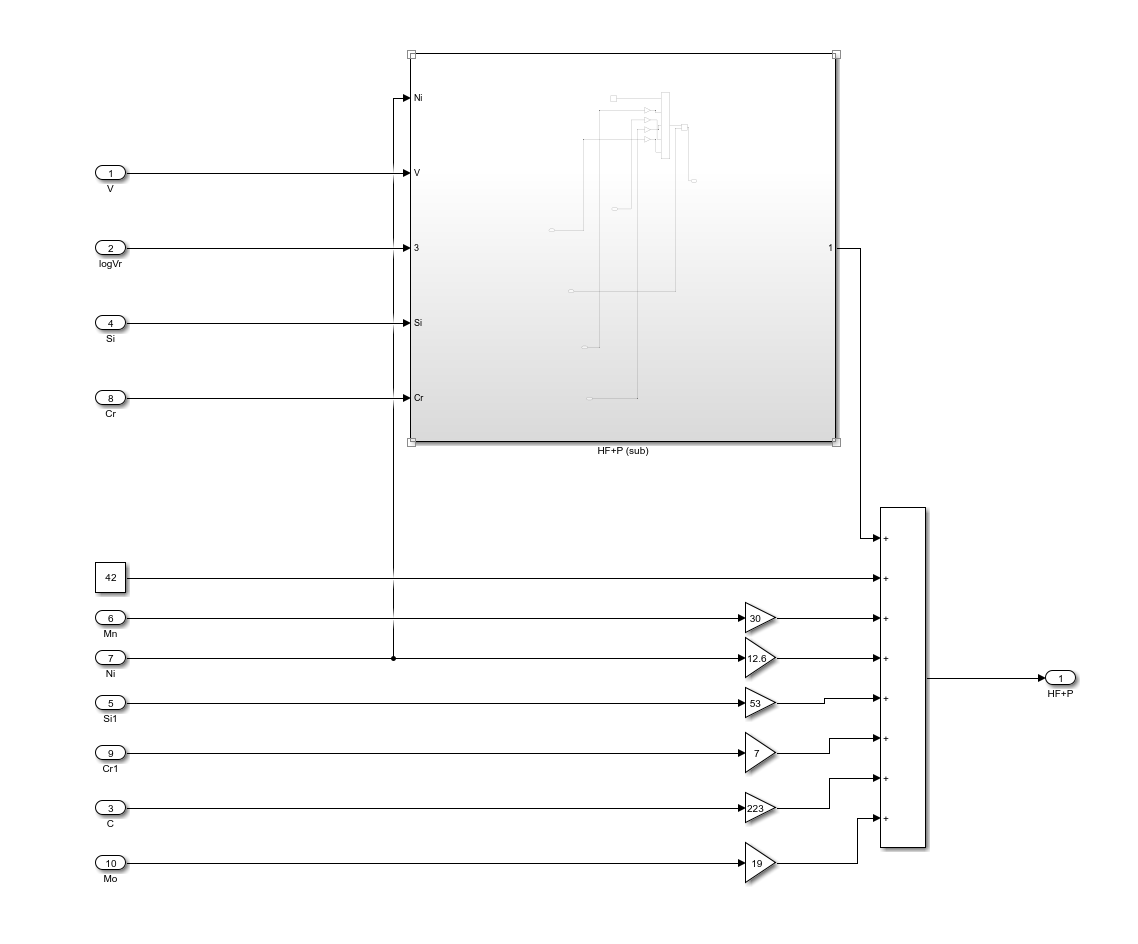 Ni
1
V
V
2
logVr
3
1
4
Si
Si
8
Cr
Cr
HF+P (sub)
+
42
+
6
Mn
30
+
7
Ni
12.6
+
1
HF+P
5
Si1
53
+
9
Cr1
7
+
3
C
223
+
10
Mo
19
+